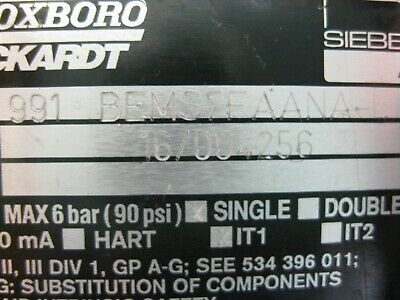 OXBORO
CKARDT
SIEBE
991 BEMS7FAANA-
16/004256
MAX 6 bar (90 psi) SINGLE DOUBLE
0 mA HART IT1 IT2
II, III DIV 1, GP A-G; SEE 534 396 011;
G: SUBSTITUTION OF COMPONENTS